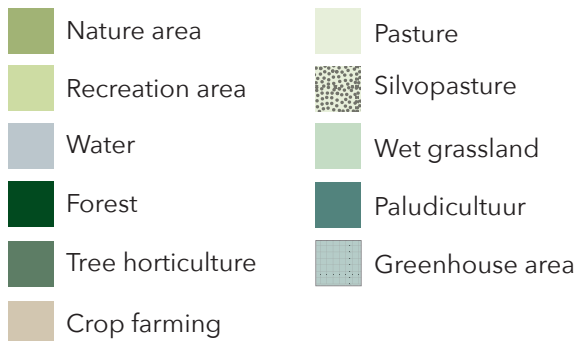 Nature area
Recreation area
Water
Forest
Tree horticulture
Crop farming
Pasture
Silvopasture
Wet grassland
Paludicultuur
Greenhouse area